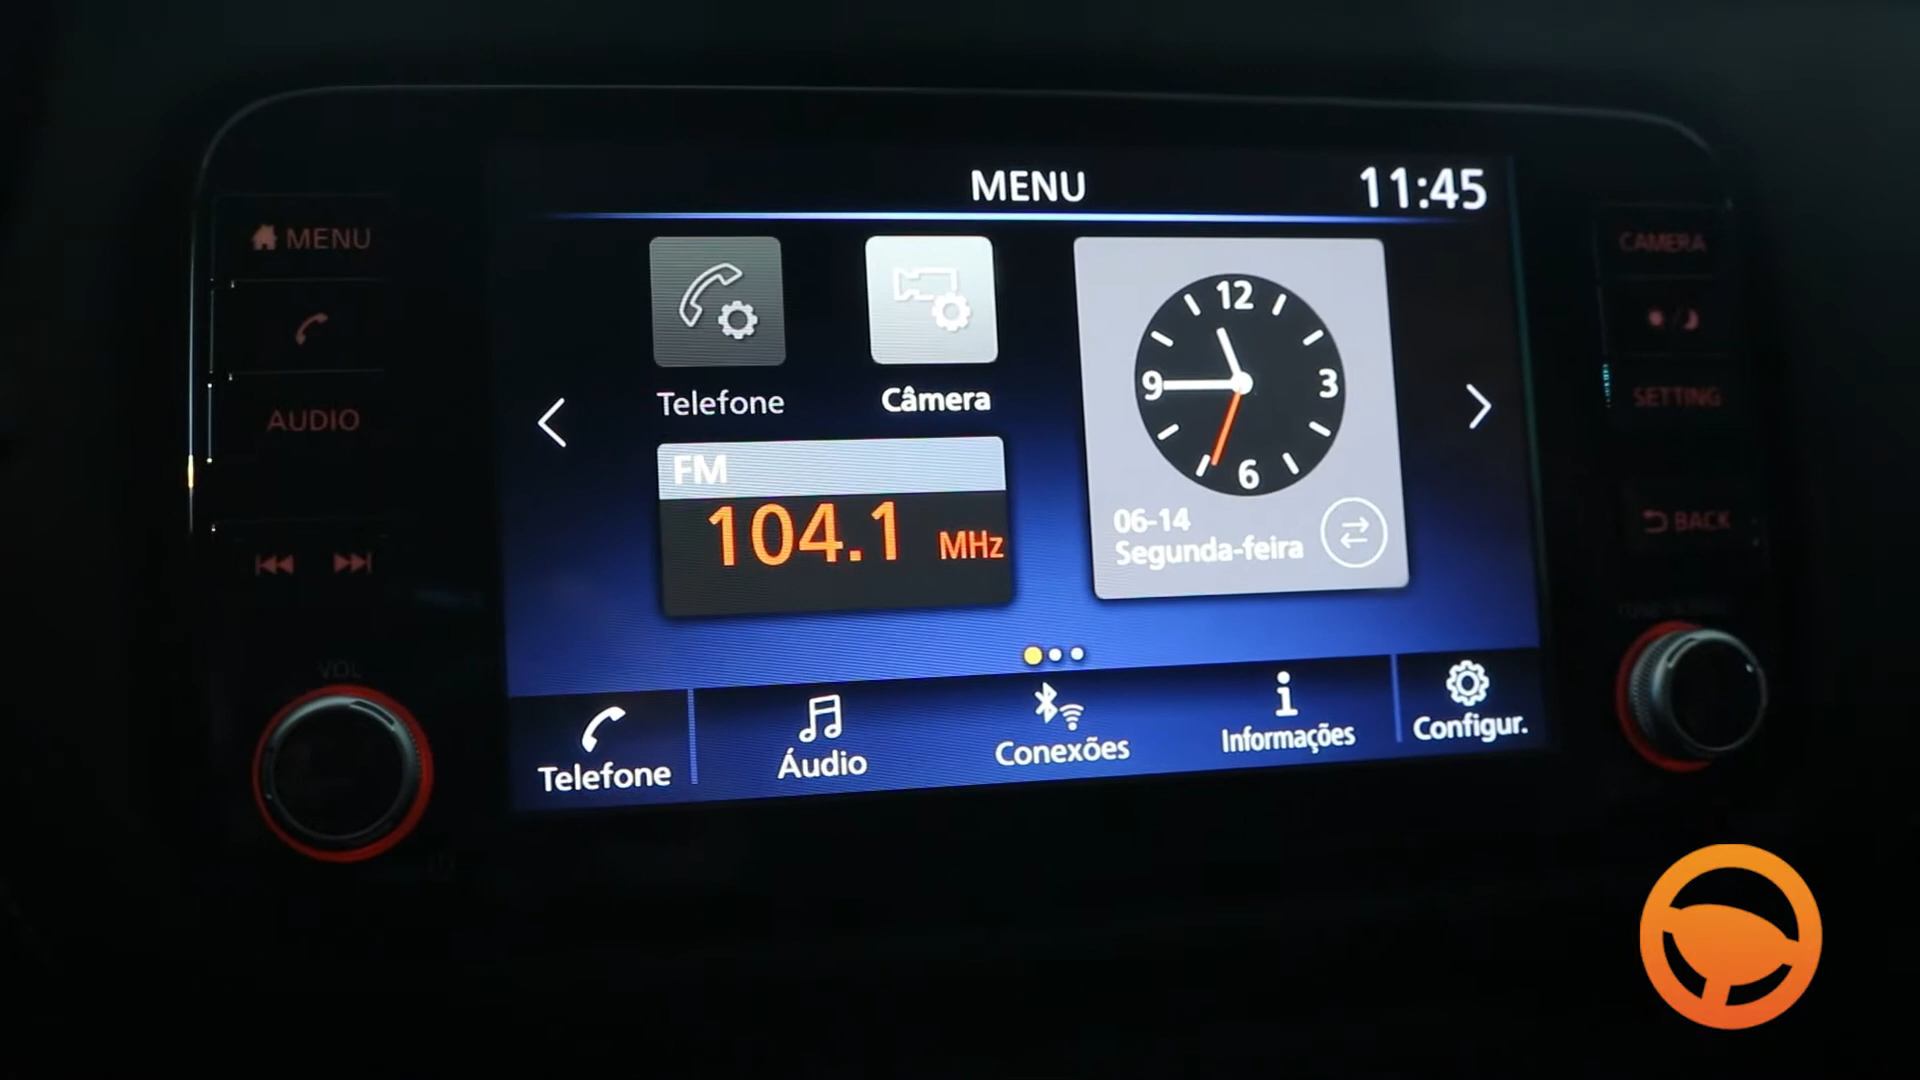 MENU
11:45
MENU
AUDIO
VOL
Telefone
Câmera
FM
104.1 MHz
12
3
6
9
06-14
Segunda-feira
Telefone
Áudio
Conexões
Informações
Configur.
CAMERA
SETTING
BACK